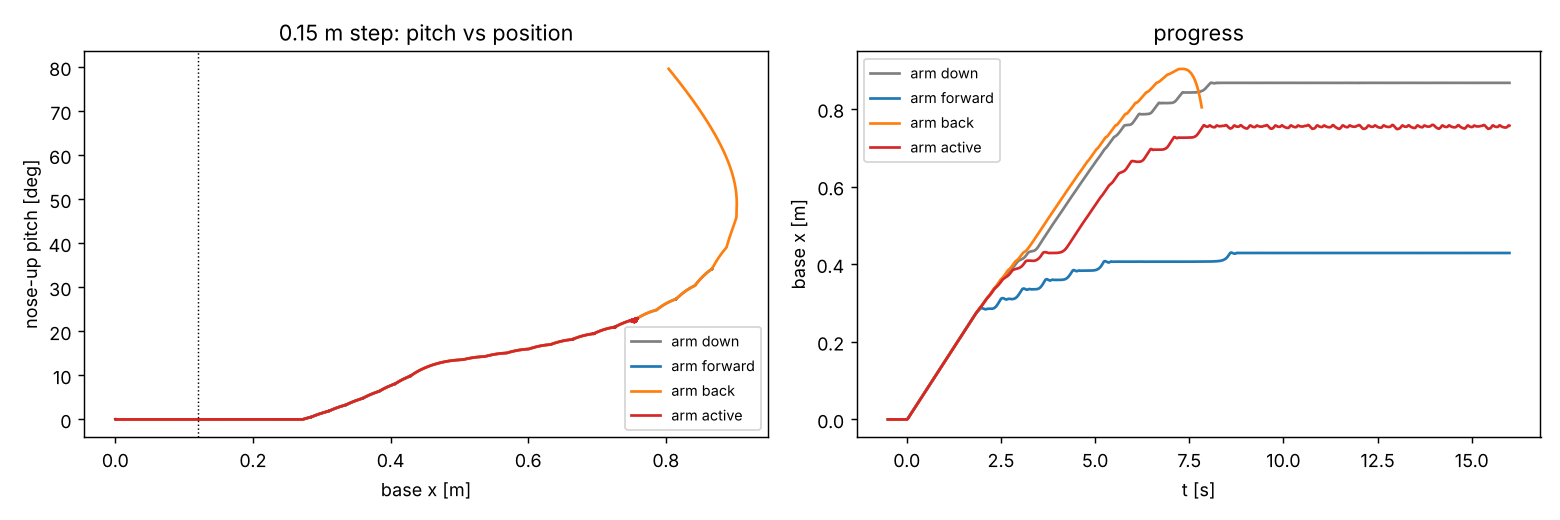 0.15 m step: pitch vs position
nose-up pitch [deg]
80
70
60
50
40
30
20
10
0
arm down
arm forward
arm back
arm active
0.0
0.2
0.4
0.6
0.8
base x [m]
progress
base x [m]
0.8
0.6
0.4
0.2
0.0
arm down
arm forward
arm back
arm active
0.0
2.5
5.0
7.5
10.0
12.5
15.0
t [s]